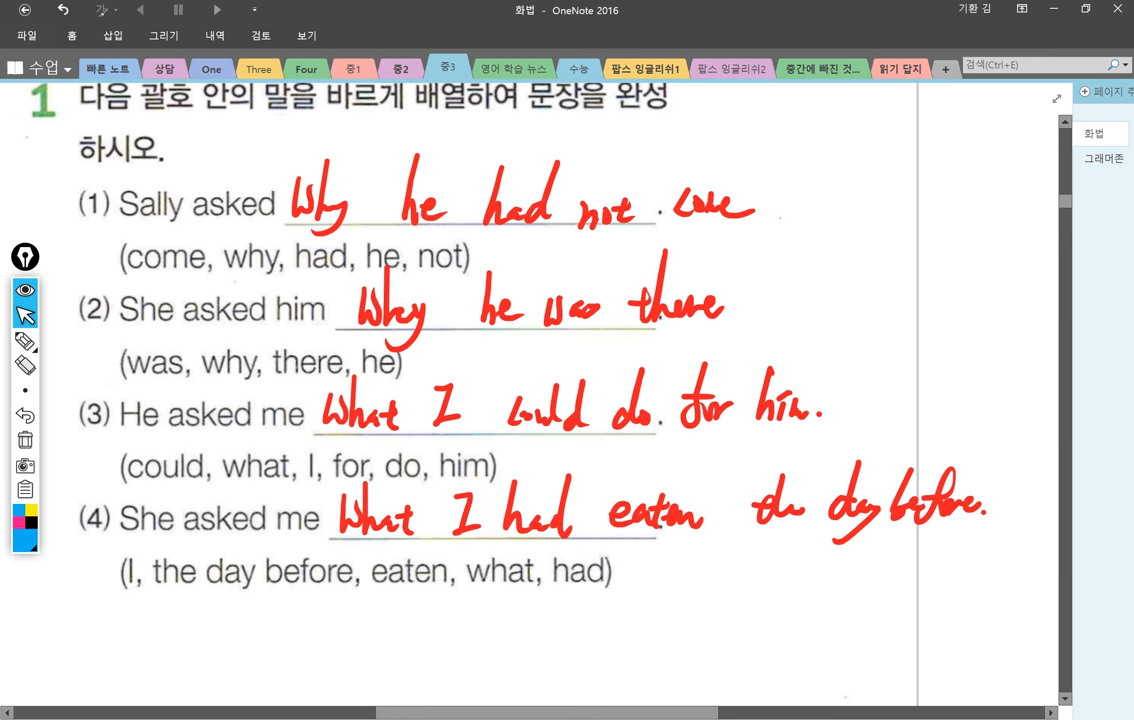 화법 - OneNote 2016
기환 김
파일 홈 삽입 그리기 내역 검토 보기
수업 빠른 노트 상담 One Three Four 중1 중2 중3 영어 학습 뉴스 수능 팝스 잉글리쉬1 팝스 잉글리쉬2 중간에 빠진 것... 읽기 답지 + 검색(Ctrl+E)
페이지 추
화법
그래머존
1 다음 괄호 안의 말을 바르게 배열하여 문장을 완성
하시오.
(1) Sally asked why he had not . come
(come, why, had, he, not)
(2) She asked him why he was there.
(was, why, there, he)
(3) He asked me what I could do. for him.
(could, what, I, for, do, him)
(4) She asked me what I had eaten the day before.
(I, the day before, eaten, what, had)